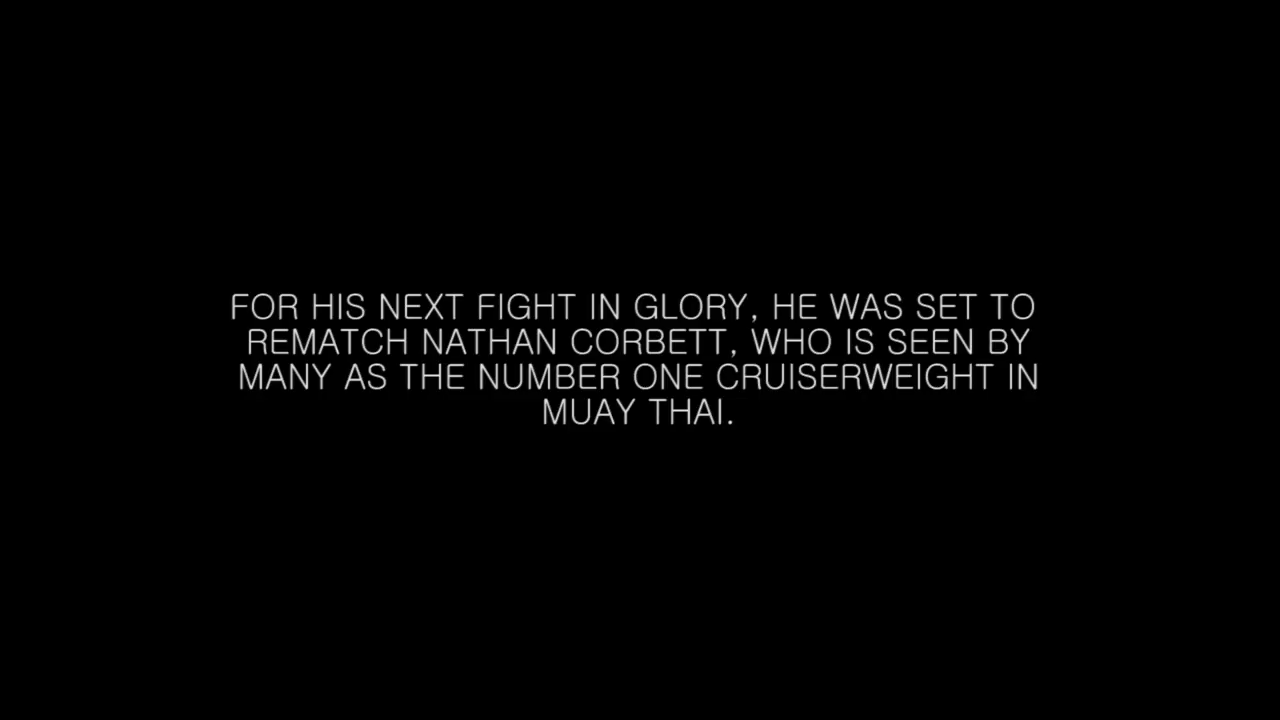 FOR HIS NEXT FIGHT IN GLORY, HE WAS SET TO
REMATCH NATHAN CORBETT, WHO IS SEEN BY
MANY AS THE NUMBER ONE CRUISERWEIGHT IN
MUAY THAI.